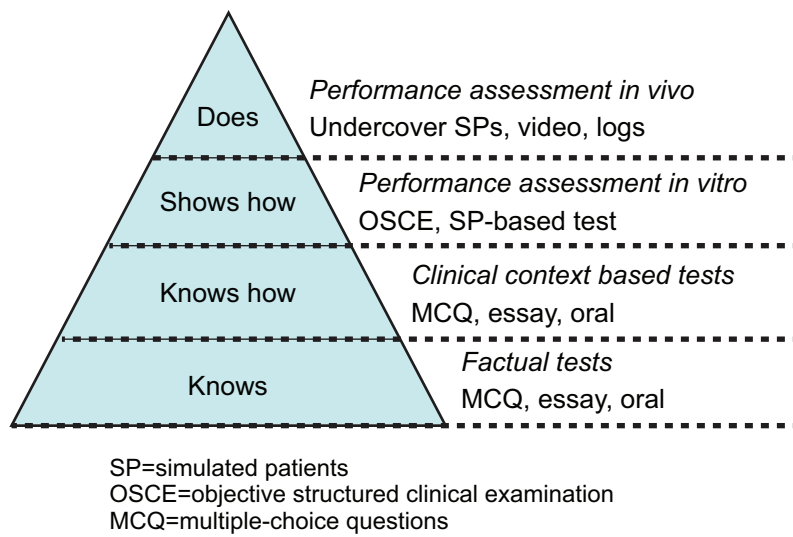 Does
Performance assessment in vivo
Undercover SPs, video, logs
Shows how
Performance assessment in vitro
OSCE, SP-based test
Knows how
Clinical context based tests
MCQ, essay, oral
Knows
Factual tests
MCQ, essay, oral
SP=simulated patients
OSCE=objective structured clinical examination
MCQ=multiple-choice questions